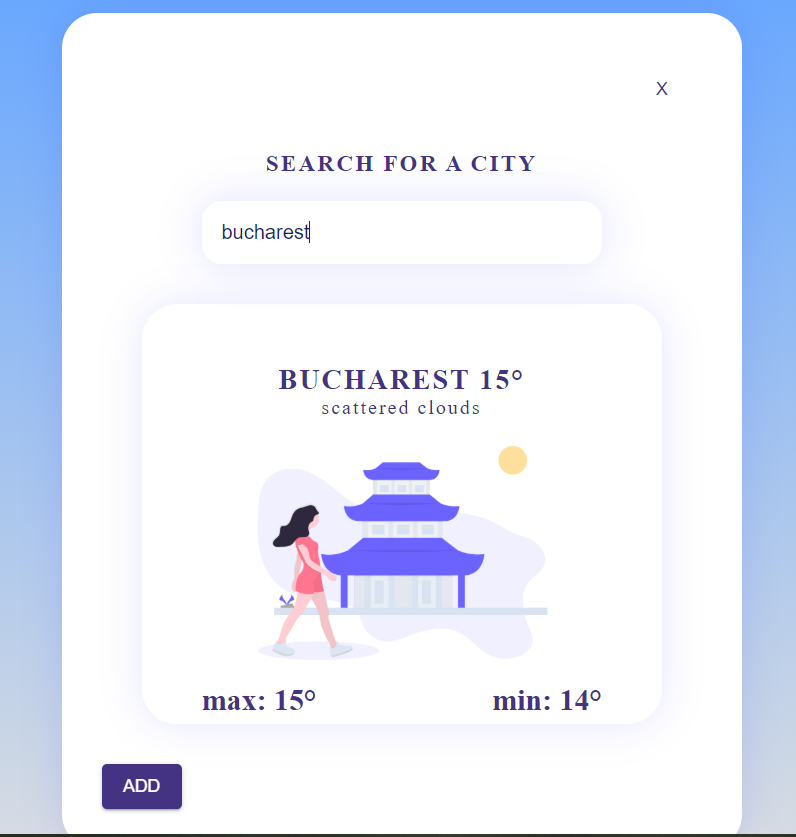 X
SEARCH FOR A CITY
bucharest
BUCHAREST 15°
scattered clouds
max: 15° min: 14°
ADD